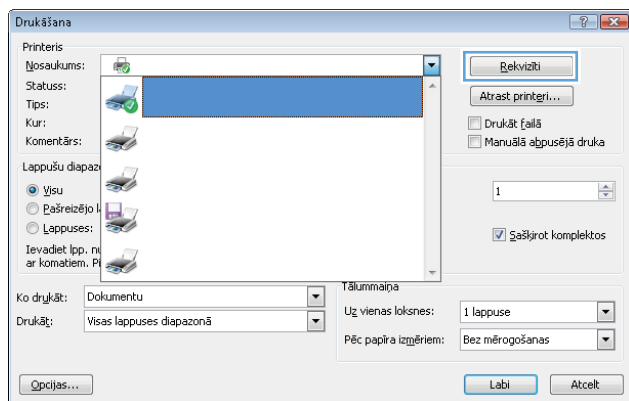 Drukāšana
Printeris
Nosaukums:
Rekvizīti
Statuss:
Tips:
Atrast printeri...
Kur:
Drukāt failā
Komentārs:
Manuālā abpusējā druka
Lappušu diapaz
Visu
1
Pašreizējo l
Lappuses:
Sašķirot komplektos
Ievadiet lpp. nu
ar komatiem. Pi
Tālummaiņa
Ko drukāt: Dokumentu
Uz vienas loksnes: 1 lappuse
Drukāt: Visas lappuses diapazonā
Pēc papīra izmēriem: Bez mērogošanas
Opcijas...
Labi
Atcelt